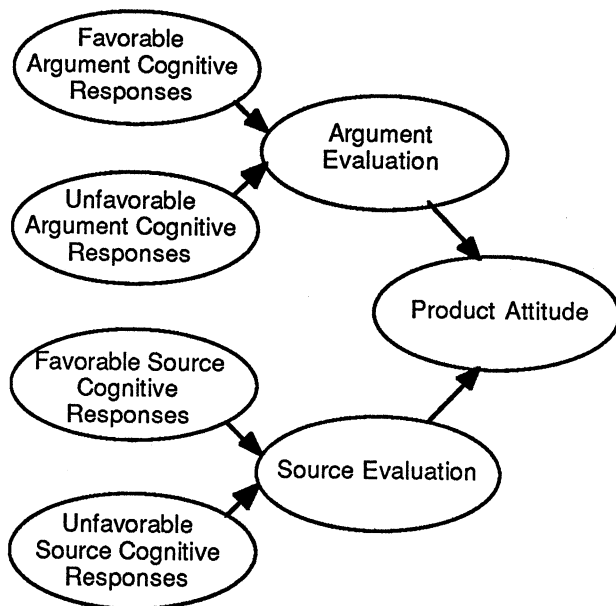 Favorable
Argument Cognitive
Responses
Argument
Evaluation
Unfavorable
Argument Cognitive
Responses
Product Attitude
Favorable Source
Cognitive
Responses
Source Evaluation
Unfavorable
Source Cognitive
Responses